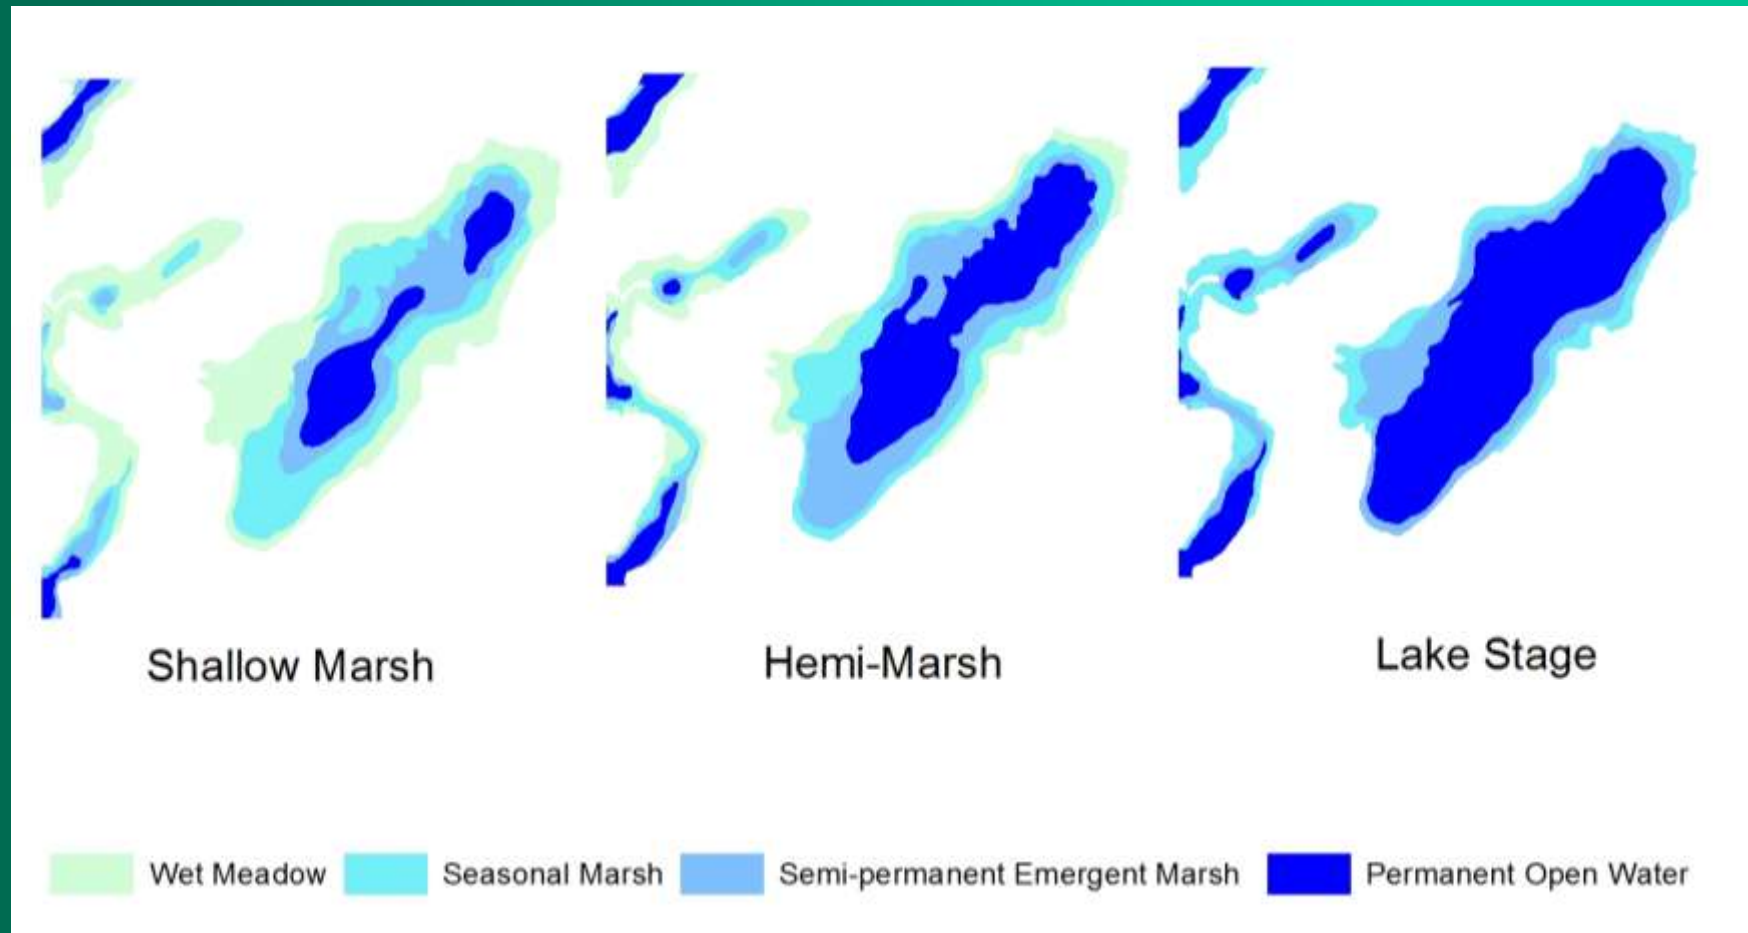 Shallow Marsh
Hemi-Marsh
Lake Stage
Wet Meadow
Seasonal Marsh
Semi-permanent Emergent Marsh
Permanent Open Water